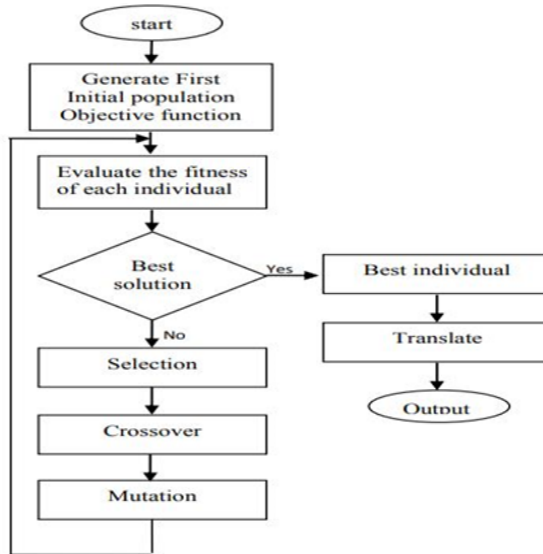 start
Generate First
Initial population
Objective function
Evaluate the fitness
of each individual
Best
solution
Yes
Best individual
Translate
Output
No
Selection
Crossover
Mutation